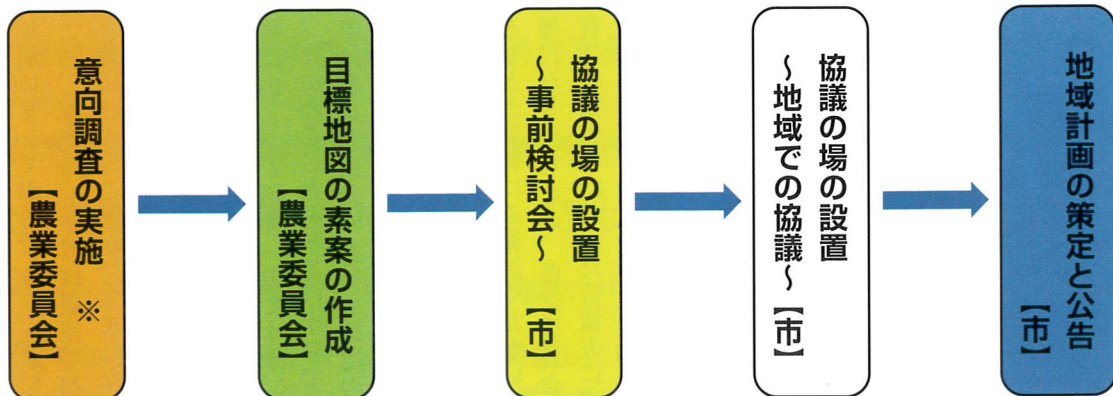 意向調査の実施　※
【農業委員会】
目標地図の素案の作成
【農業委員会】
協議の場の設置
～事前検討会～　【市】
協議の場の設置
～地域での協議～【市】
地域計画の策定と公告
【市】